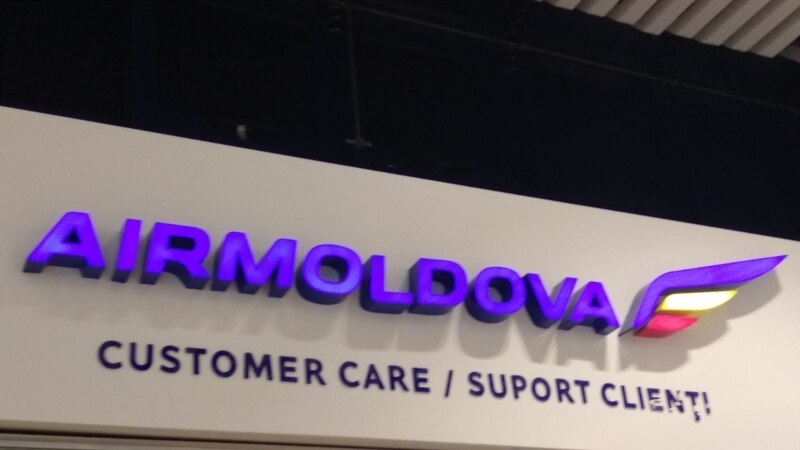 AIRMOLDOVA
CUSTOMER CARE / SUPORT CLIENȚI